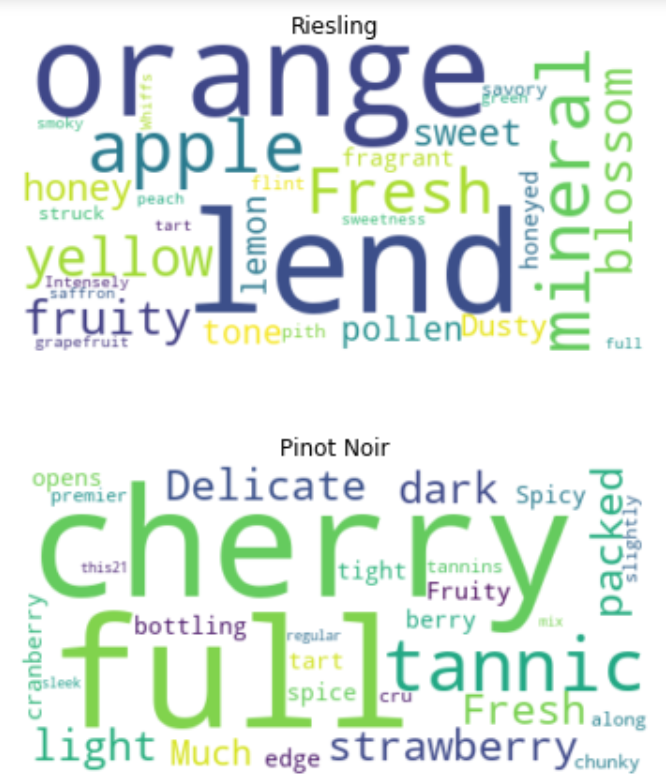 Riesling
orange
savory
green
Whiffs
smoky
apple
sweet
mineral
blossom
fragrant
honey
peach
flint
Fresh
honeyed
struck
tart
lemon
sweetness
yellow
lend
Intensely
saffron
fruity
tone
pith
pollen
Dusty
grapefruit
full
Pinot Noir
opens
premier
Delicate
dark
Spicy
packed
slightly
cherry
this21
tight
tannins
Fruity
cranberry
bottling
berry
mix
regular
full
tart
tannic
sleek
spice
cru
Fresh
along
light
Much
edge
strawberry
chunky